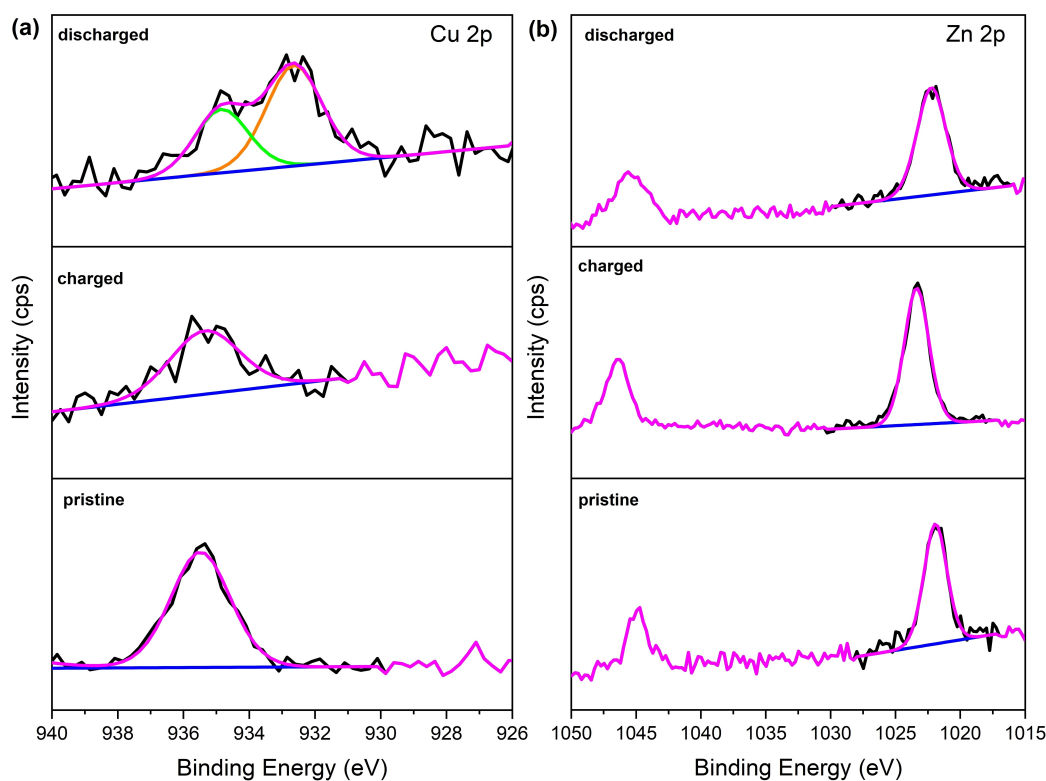 (a)
discharged
Cu 2p
charged
pristine
Intensity (cps)
940 938 936 934 932 930 928 926
Binding Energy (eV)
(b)
discharged
Zn 2p
charged
pristine
Intensity (cps)
1050 1045 1040 1035 1030 1025 1020 1015
Binding Energy (eV)